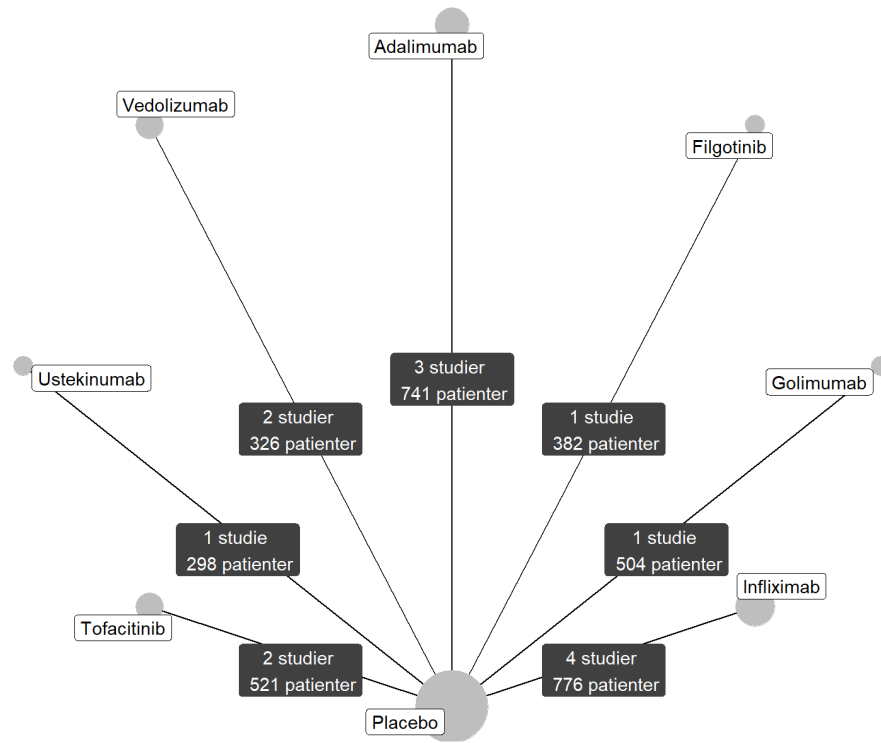 Adalimumab
Vedolizumab
Filgotinib
Ustekinumab
Golimumab
3 studier
741 patienter
2 studier
326 patienter
1 studie
382 patienter
1 studie
298 patienter
1 studie
504 patienter
Infliximab
Tofacitinib
2 studier
521 patienter
4 studier
776 patienter
Placebo